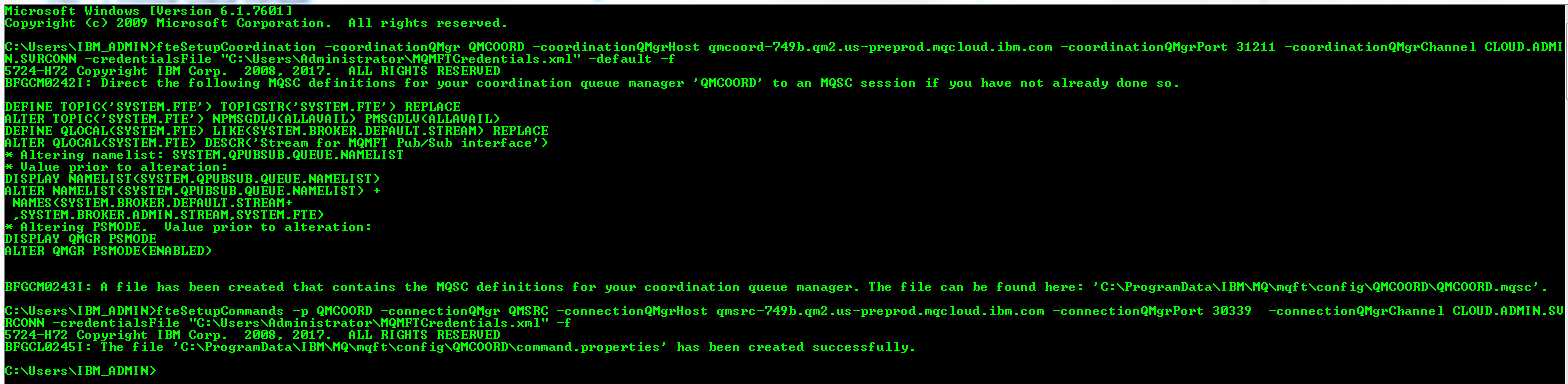 Microsoft Windows [Version 6.1.7601]
Copyright (c) 2009 Microsoft Corporation.  All rights reserved.
C:\Users\IBM_ADMIN>fteSetupCoordination -coordinationQMgr QMCOORD -coordinationQMgrHost qmcoord-749b.qm2.us-preprod.mqcloud.ibm.com -coordinationQMgrPort 31211 -coordinationQMgrChannel CLOUD.ADMI
N.SVRCONN -credentialsFile "C:\Users\Administrator\MQMFTCredentials.xml" -default -f
5724-H72 Copyright IBM Corp.  2008, 2017.  ALL RIGHTS RESERVED
BFGCM0242I: Direct the following MQSC definitions for your coordination queue manager 'QMCOORD' to an MQSC session if you have not already done so.
DEFINE TOPIC('SYSTEM.FTE') TOPICSTR('SYSTEM.FTE') REPLACE
ALTER TOPIC('SYSTEM.FTE') NPMSGDLV(ALLAVAIL) PMSGDLV(ALLAVAIL)
DEFINE QLOCAL(SYSTEM.FTE) LIKE(SYSTEM.BROKER.DEFAULT.STREAM) REPLACE
ALTER QLOCAL(SYSTEM.FTE) DESCR('Stream for MQMFT Pub/Sub interface')
* Altering namelist: SYSTEM.QPUBSUB.QUEUE.NAMELIST
* Value prior to alteration:
DISPLAY NAMELIST(SYSTEM.QPUBSUB.QUEUE.NAMELIST)
ALTER NAMELIST(SYSTEM.QPUBSUB.QUEUE.NAMELIST) +
 NAMES(SYSTEM.BROKER.DEFAULT.STREAM+
 ,SYSTEM.BROKER.ADMIN.STREAM,SYSTEM.FTE)
* Altering PSMODE.  Value prior to alteration:
DISPLAY QMGR PSMODE
ALTER QMGR PSMODE(ENABLED)
BFGCM0243I: A file has been created that contains the MQSC definitions for your coordination queue manager. The file can be found here: 'C:\ProgramData\IBM\MQ\mqft\config\QMCOORD\QMCOORD.mqsc'.
C:\Users\IBM_ADMIN>fteSetupCommands -p QMCOORD -connectionQMgr QMSRC -connectionQMgrHost qmsrc-749b.qm2.us-preprod.mqcloud.ibm.com -connectionQMgrPort 30339  -connectionQMgrChannel CLOUD.ADMIN.SV
RCONN -credentialsFile "C:\Users\Administrator\MQMFTCredentials.xml" -f
5724-H72 Copyright IBM Corp.  2008, 2017.  ALL RIGHTS RESERVED
BFGCL0245I: The file 'C:\ProgramData\IBM\MQ\mqft\config\QMCOORD\command.properties' has been created successfully.
C:\Users\IBM_ADMIN>